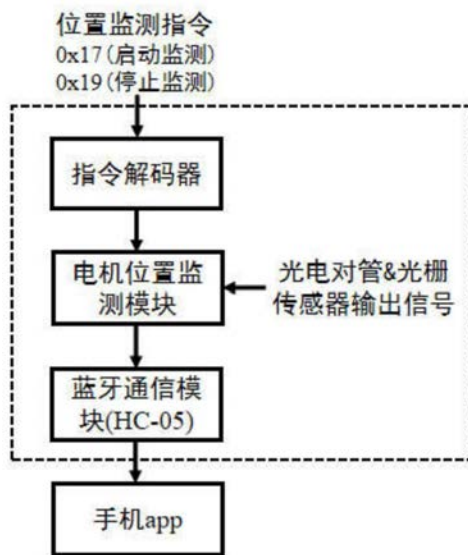 位置监测指令
0x17(启动监测)
0x19(停止监测)
指令解码器
电机位置监
测模块
光电对管&光栅
传感器输出信号
蓝牙通信模
块(HC-05)
手机app